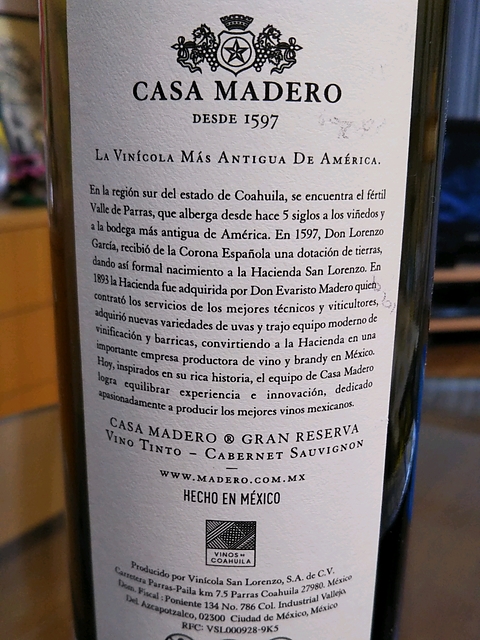 CASA MADERO
DESDE 1597
LA VINÍCOLA MÁS ANTIGUA DE AMÉRICA.
En la región sur del estado de Coahuila, se encuentra el fértil
Valle de Parras, que alberga desde hace 5 siglos a los viñedos y
a la bodega más antigua de América. En 1597, Don Lorenzo
García, recibió de la Corona Española una dotación de tierras,
dando así formal nacimiento a la Hacienda San Lorenzo. En
1893 la Hacienda fue adquirida por Don Evaristo Madero quien
contrató los servicios de los mejores técnicos y viticultores,
adquirió nuevas variedades de uvas y trajo equipo moderno de
vinificación y barricas, convirtiendo a la Hacienda en una
importante empresa productora de vino y brandy en México.
Hoy, inspirados en su rica historia, el equipo de Casa Madero
logra equilibrar experiencia e innovación, dedicado
apasionadamente a producir los mejores vinos mexicanos.
CASA MADERO ® GRAN RESERVA
VINO TINTO – CABERNET SAUVIGNON
WWW.MADERO.COM.MX
HECHO EN MÉXICO
VINOS DE
COAHUILA
Producido por Vinícola San Lorenzo, S.A. de C.V.
Carretera Parras-Paila km 7.5 Parras Coahuila 27980. México
Dom. Fiscal: Poniente 134 No. 786 Col. Industrial Vallejo,
Del. Azcapotzalco, 02300 Ciudad de México, México
RFC: VSL000928-9K5